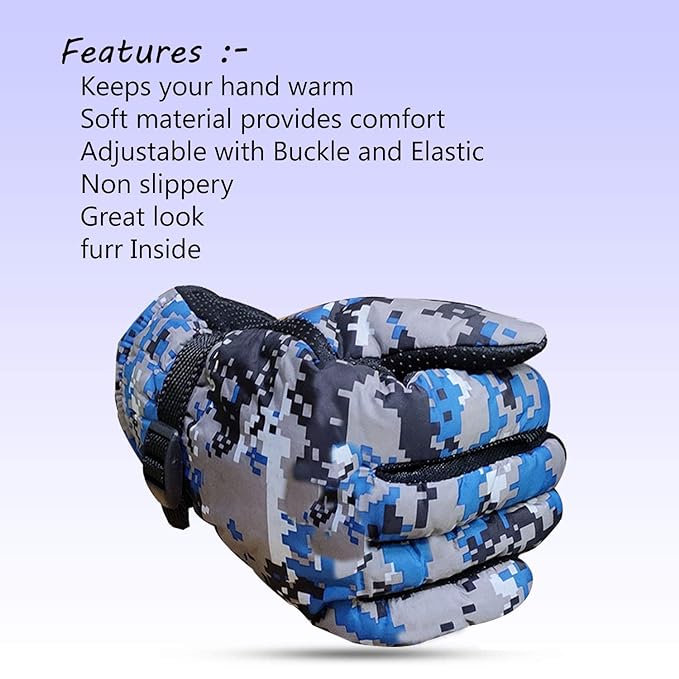 Features :-
Keeps your hand warm
Soft material provides comfort
Adjustable with Buckle and Elastic
Non slippery
Great look
furr Inside